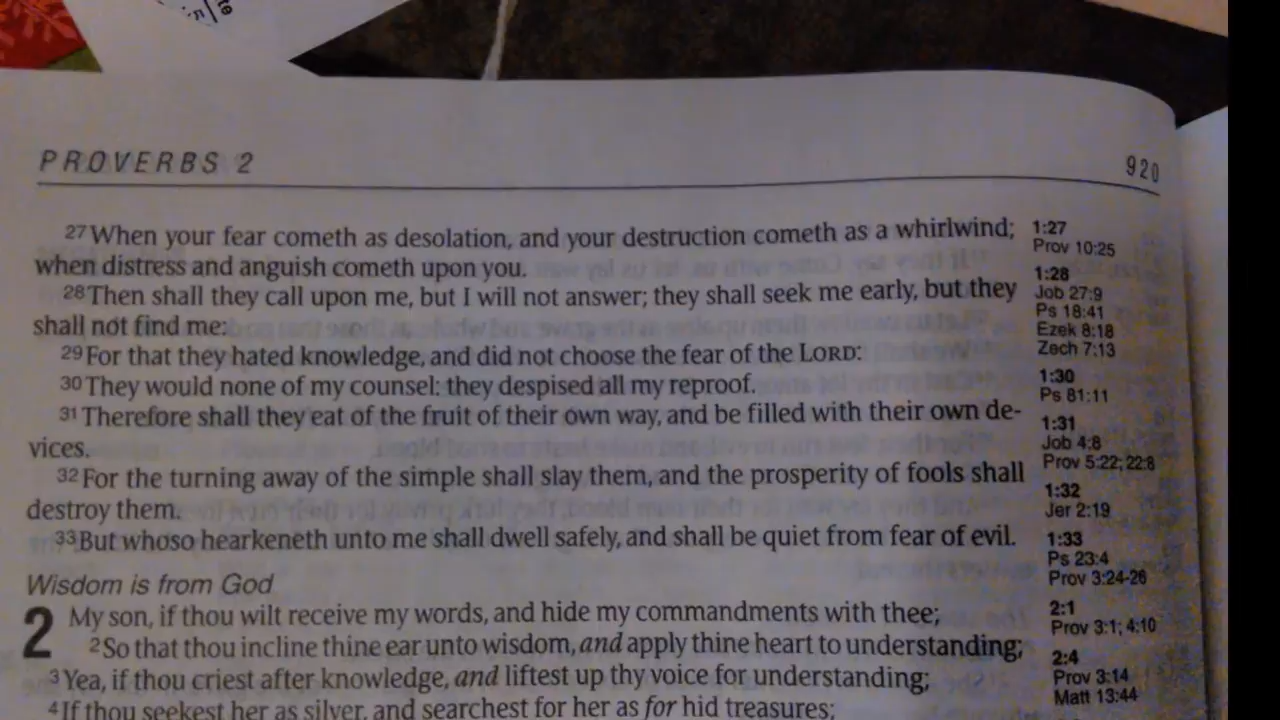 te
PROVERBS 2
920
27 When your fear cometh as desolation, and your destruction cometh as a whirlwind;
when distress and anguish cometh upon you.
28 Then shall they call upon me, but I will not answer; they shall seek me early, but they
shall not find me:
29 For that they hated knowledge, and did not choose the fear of the LORD:
30 They would none of my counsel: they despised all my reproof.
31 Therefore shall they eat of the fruit of their own way, and be filled with their own de-
vices.
32 For the turning away of the simple shall slay them, and the prosperity of fools shall
destroy them.
33 But whoso hearkeneth unto me shall dwell safely, and shall be quiet from fear of evil.
Wisdom is from God
2 My son, if thou wilt receive my words, and hide my commandments with thee;
2 So that thou incline thine ear unto wisdom, and apply thine heart to understanding;
3 Yea, if thou criest after knowledge, and liftest up thy voice for understanding;
4 If thou seekest her as silver, and searchest for her as for hid treasures;
1:27
Prov 10:25
1:28
Job 27:9
Ps 18:41
Ezek 8:18
Zech 7:13
1:30
Ps 81:11
1:31
Job 4:8
Prov 5:22; 22:8
1:32
Jer 2:19
1:33
Ps 23:4
Prov 3:24-26
2:1
Prov 3:1; 4:10
2:4
Prov 3:14
Matt 13:44